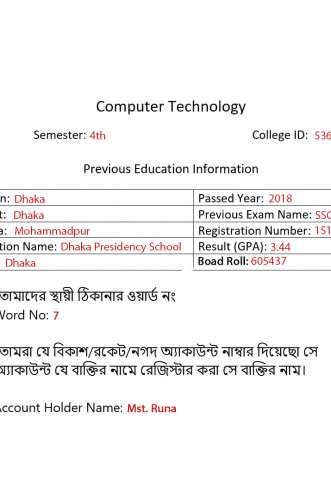 Computer Technology
Semester: 4th College ID: 536
Previous Education Information
n: Dhaka Passed Year: 2018
t: Dhaka Previous Exam Name: SSC
a: Mohammadpur Registration Number: 151
tion Name: Dhaka Presidency School Result (GPA): 3.44
Dhaka Board Roll: 605437
তোমাদের স্থায়ী ঠিকানার ওয়ার্ড নং
Word No: 7
তোমরা যে বিকাশ/রকেট/নগদ অ্যাকাউন্ট নাম্বার দিয়েছো সে
অ্যাকাউন্ট যে ব্যক্তির নামে রেজিস্টার করা সে ব্যক্তির নাম।
Account Holder Name: Mst. Runa